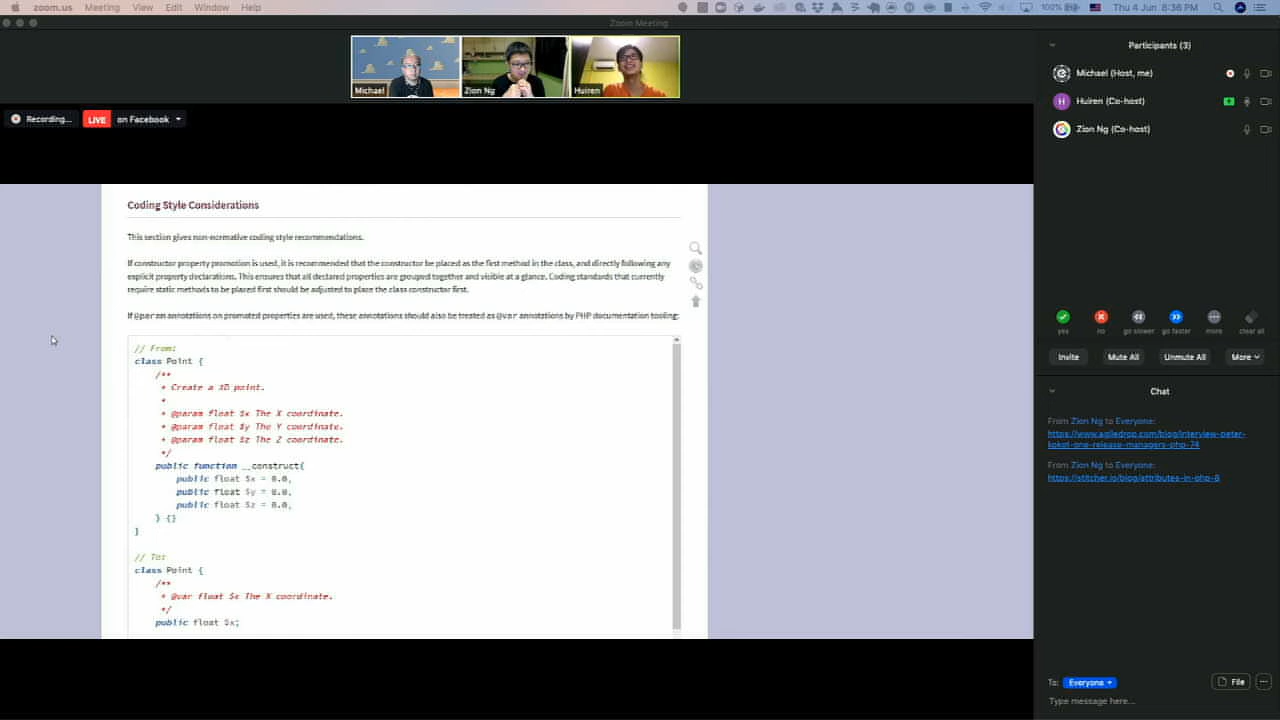 zoom.us Meeting View Edit Window Help
100% Thu 4 Jun 8:36 PM
Zoom Meeting
Michael
Zion Ng
Huiren
Recording...
LIVE on Facebook
Coding Style Considerations
This section gives non-normative coding style recommendations.
If constructor property promotion is used, it is recommended that the constructor be placed as the first method in the class, and directly following any
explicit property declarations. This ensures that all declared properties are grouped together and visible at a glance. Coding standards that currently
require static methods to be placed first should be adjusted to place the class constructor first.
If @param annotations on promoted properties are used, these annotations should also be treated as @var annotations by PHP documentation tooling:
// From:
class Point {
/**
* Create a 3D point.
*
* @param float $x The X coordinate.
* @param float $y The Y coordinate.
* @param float $z The Z coordinate.
*/
public function __construct(
public float $x = 0.0,
public float $y = 0.0,
public float $z = 0.0,
) {}
}
// To:
class Point {
/**
* @var float $x The X coordinate.
*/
public float $x;
Participants (3)
Michael (Host, me)
H Huiren (Co-host)
Zion Ng (Co-host)
yes no go slower go faster more clear all
Invite Mute All Unmute All More
Chat
From Zion Ng to Everyone:
https://www.agiledrop.com/blog/interview-peter-
kokot-one-release-managers-php-74
From Zion Ng to Everyone:
https://stitcher.io/blog/attributes-in-php-8
To: Everyone File
Type message here...